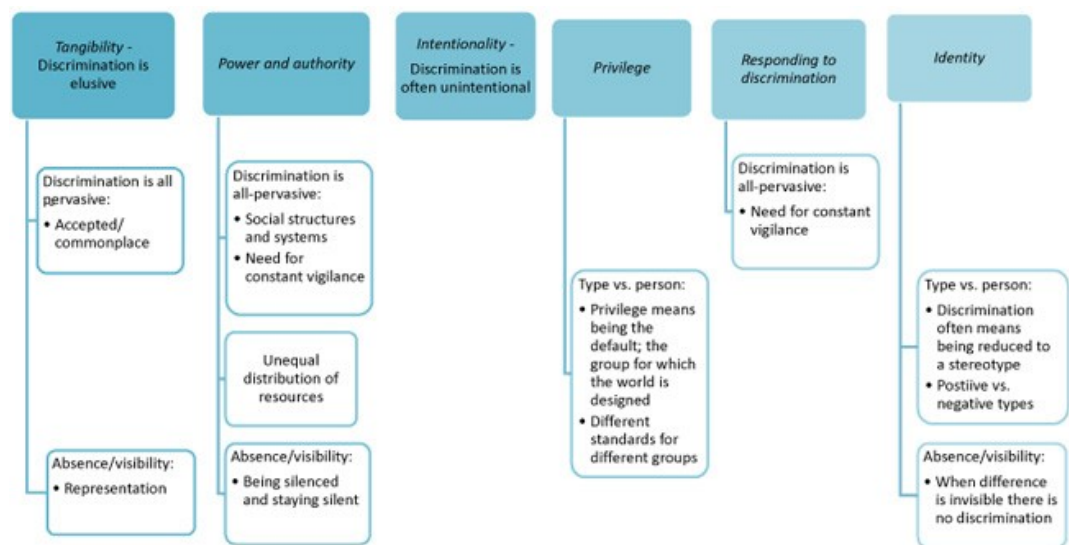 Tangibility -
Discrimination is
elusive
Discrimination is all
pervasive:
• Accepted/
commonplace
Absence/visibility:
• Representation
Power and authority
Discrimination is
all-pervasive:
• Social structures
and systems
• Need for
constant vigilance
Unequal
distribution of
resources
Absence/visibility:
• Being silenced
and staying silent
Intentionality -
Discrimination is
often unintentional
Privilege
Type vs. person:
• Privilege means
being the
default; the
group for which
the world is
designed
• Different
standards for
different groups
Responding to
discrimination
Discrimination is
all-pervasive:
• Need for constant
vigilance
Identity
Type vs. person:
• Discrimination
often means
being reduced to
a stereotype
• Postiive vs.
negative types
Absence/visibility:
• When difference
is invisible there is
no discrimination